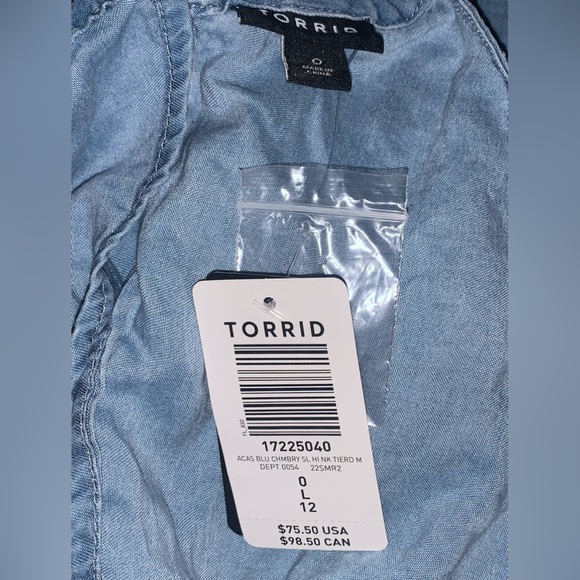 TORRID
0
MADE IN
CHINA
TORRID
FL_830
17225040
ACAS BLU CHMBRY SL HI NK TIERD M
DEPT 0054 22SMR2
0
L
12
$75.50 USA
$98.50 CAN